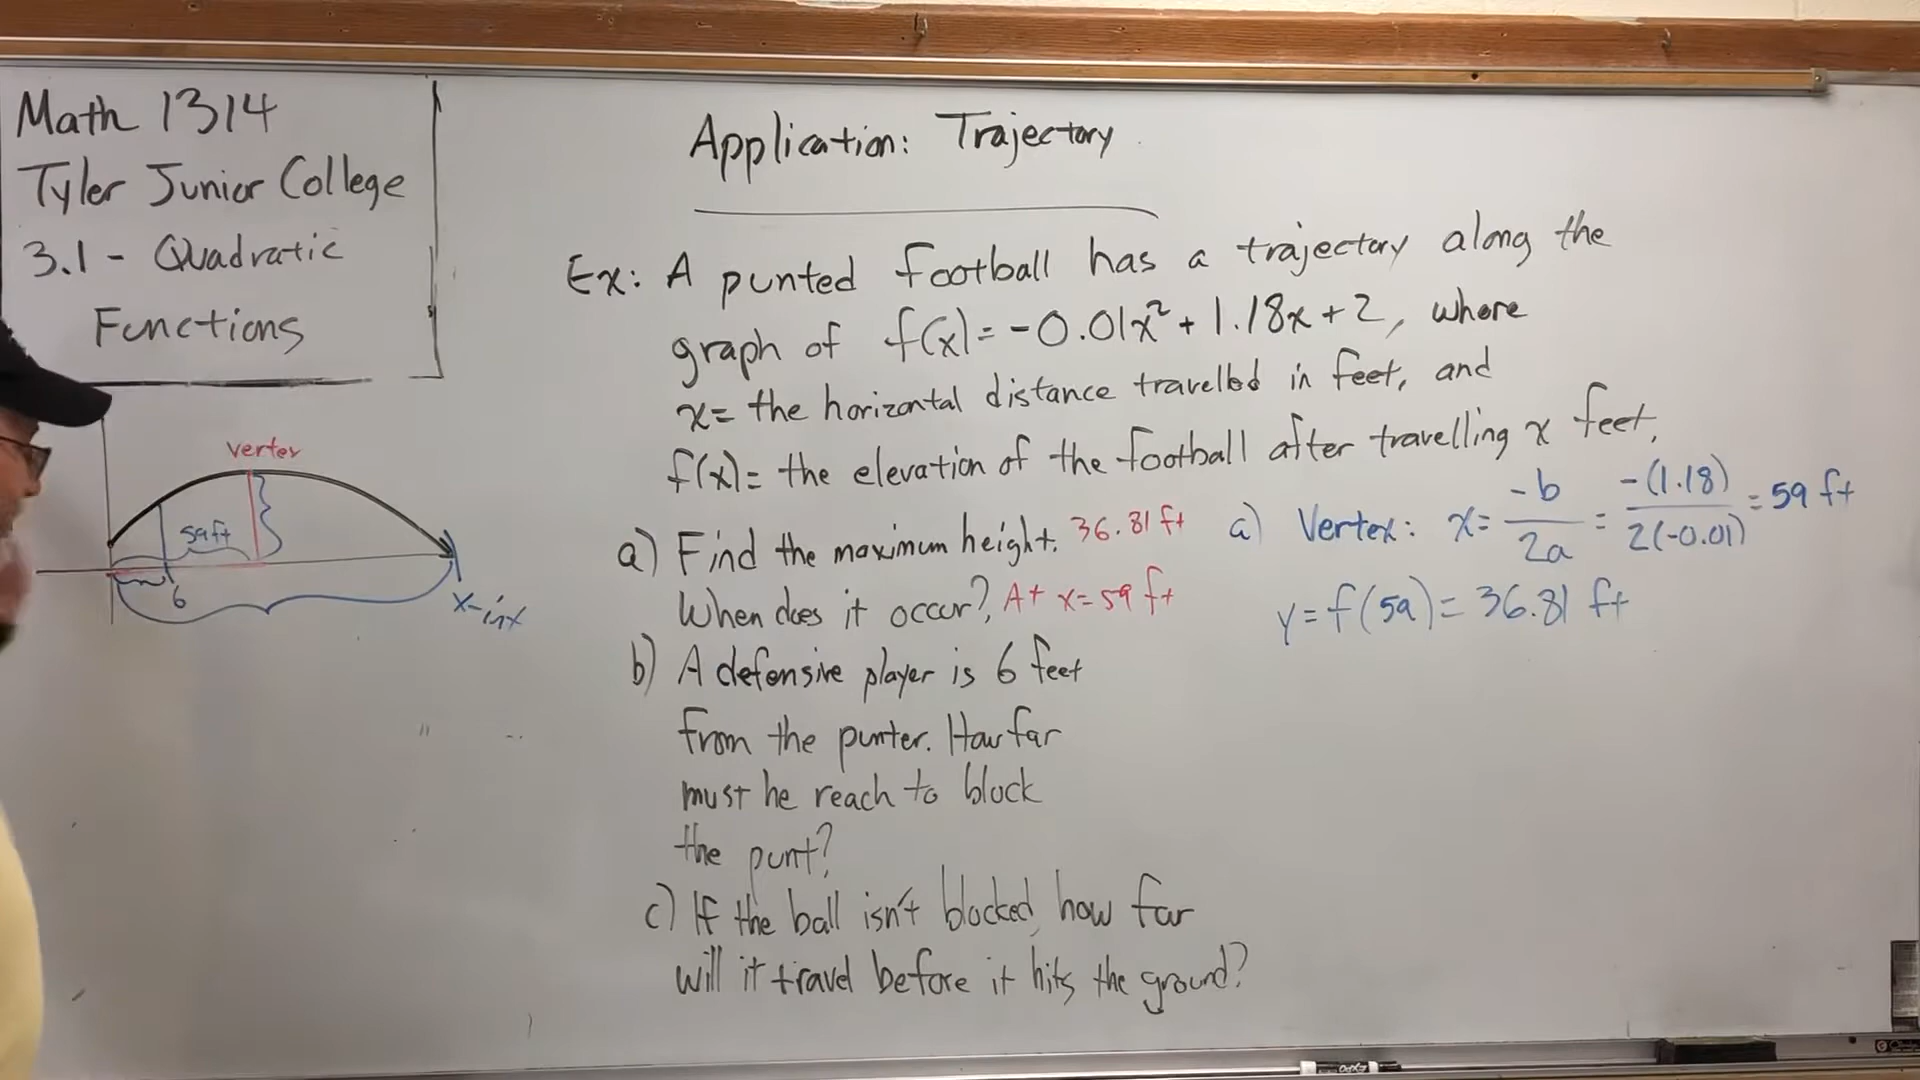 Math 1314
Tyler Junior College
3.1 - Quadratic
Functions
Application: Trajectory
Ex: A punted football has a trajectory along the
graph of f(x) = -0.01x² + 1.18x + 2, where
x = the horizontal distance travelled in feet, and
f(x) = the elevation of the football after travelling x feet.
a) Find the maximum height. 36.81 ft
When does it occur? At x = 59 ft
b) A defensive player is 6 feet
from the punter. How far
must he reach to block
the punt?
c) If the ball isn't blocked, how far
will it travel before it hits the ground?
a) Vertex: x = -b/2a = -(1.18)/2(-0.01) = 59 ft
y = f(59) = 36.81 ft
vertex
59 ft
6
x-int